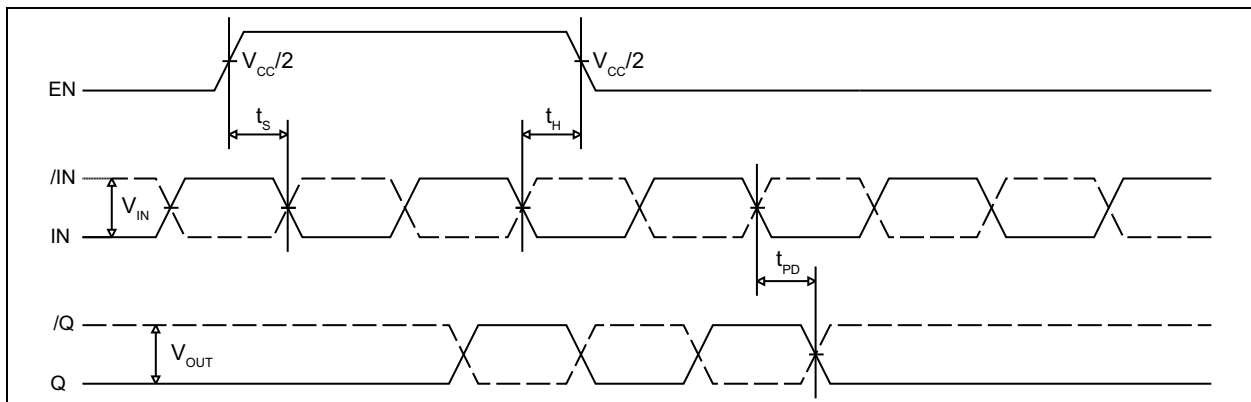 V_CC/2 V_CC/2
EN
t_S t_H
/IN
V_IN
IN
t_PD
/Q
V_OUT
Q